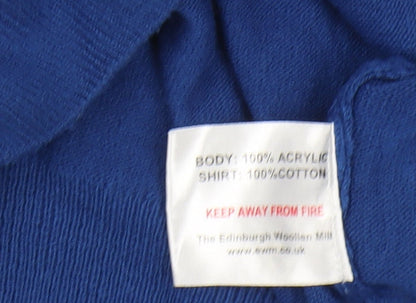 BODY: 100% ACRYLIC
SHIRT: 100%COTTON
KEEP AWAY FROM FIRE
The Edinburgh Woollen Mill
www.ewm.co.uk